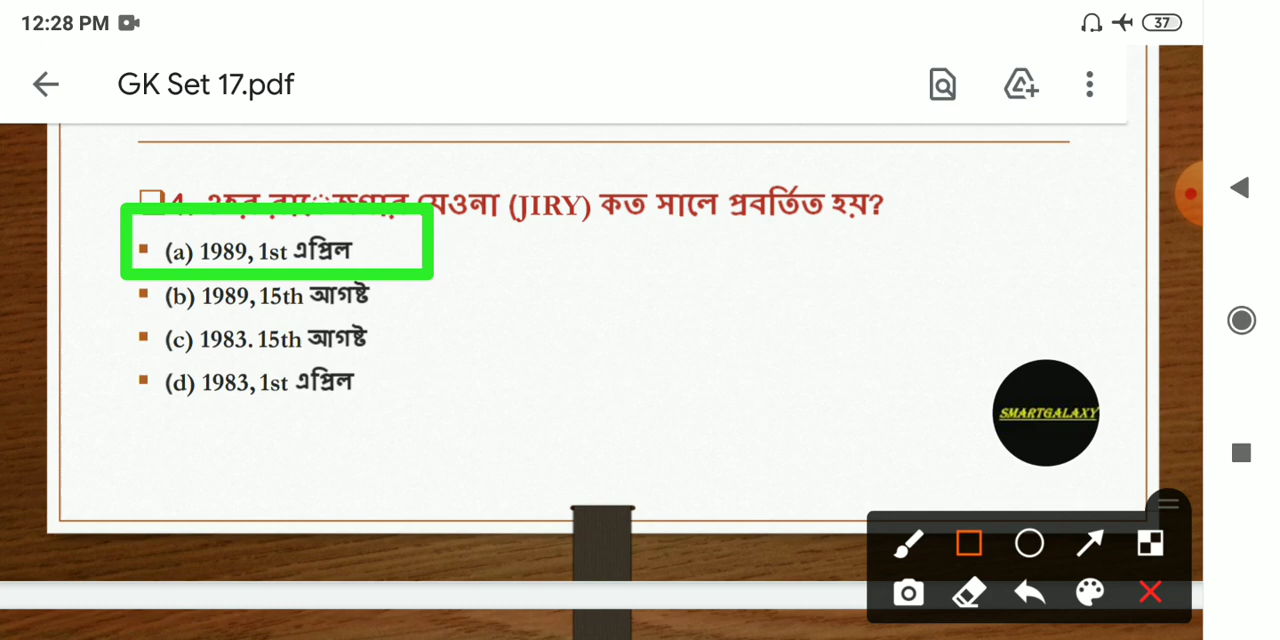 12:28 PM
37
GK Set 17.pdf
(JIRY) কত সালে প্রবর্তিত হয়?
(a) 1989, 1st এপ্রিল
(b) 1989, 15th আগষ্ট
(c) 1983. 15th আগষ্ট
(d) 1983, 1st এপ্রিল
SMARTGALAXY